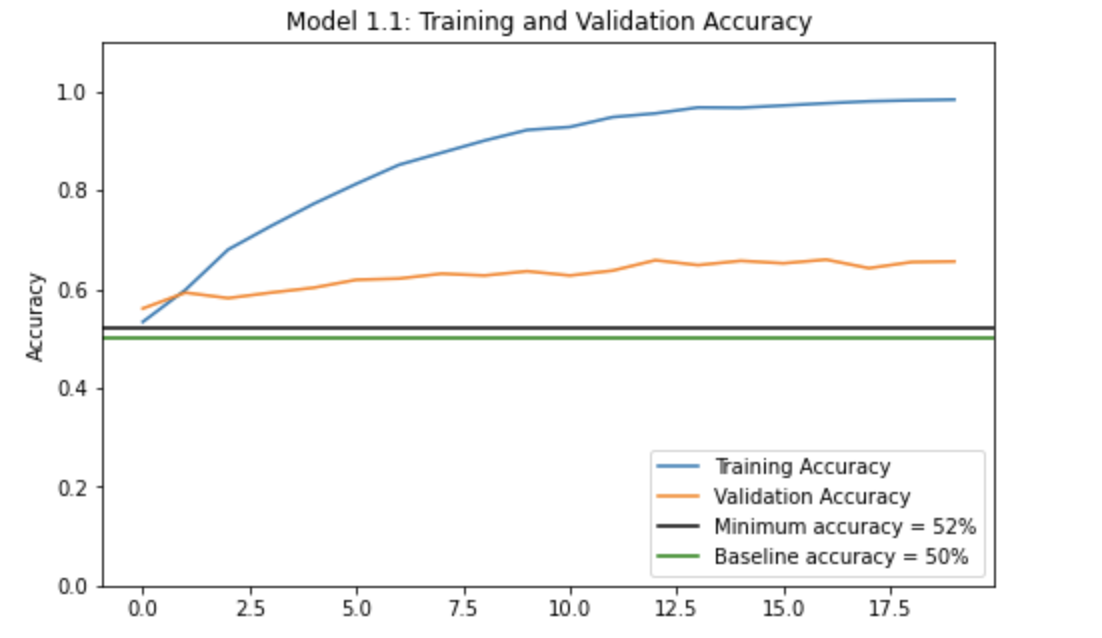 Model 1.1: Training and Validation Accuracy
1.0
0.8
0.6
0.4
0.2
0.0
Accuracy
Training Accuracy
Validation Accuracy
Minimum accuracy = 52%
Baseline accuracy = 50%
0.0 2.5 5.0 7.5 10.0 12.5 15.0 17.5